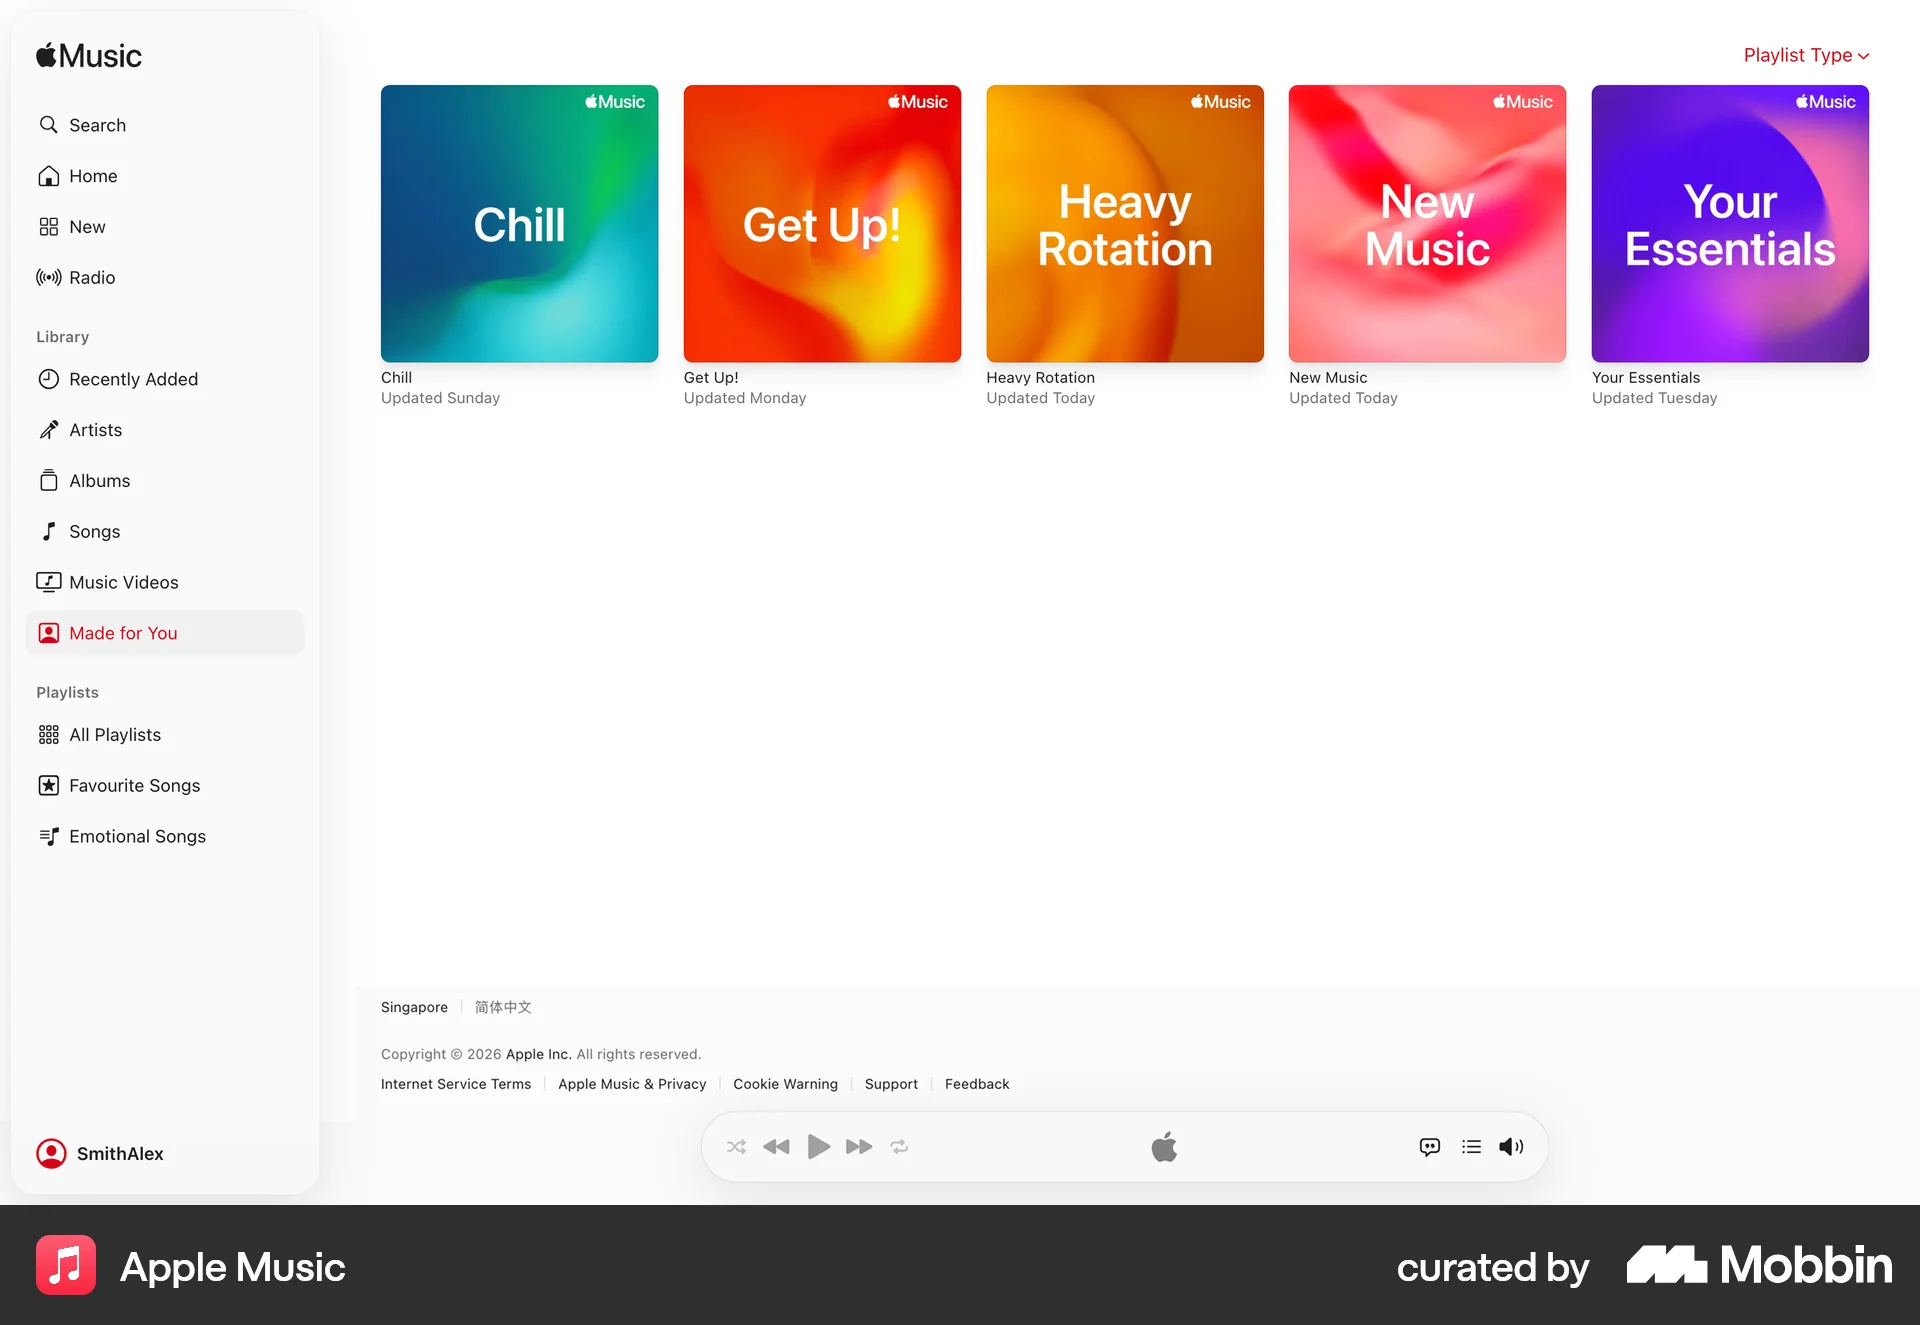 Music
Search
Home
New
Radio
Library
Recently Added
Artists
Albums
Songs
Music Videos
Made for You
Playlists
All Playlists
Favourite Songs
Emotional Songs
SmithAlex
Playlist Type
Music
Chill
Chill
Updated Sunday
Music
Get Up!
Get Up!
Updated Monday
Music
Heavy
Rotation
Heavy Rotation
Updated Today
Music
New
Music
New Music
Updated Today
Music
Your
Essentials
Your Essentials
Updated Tuesday
Singapore
简体中文
Copyright © 2026 Apple Inc. All rights reserved.
Internet Service Terms
Apple Music & Privacy
Cookie Warning
Support
Feedback
Apple Music
curated by
Mobbin